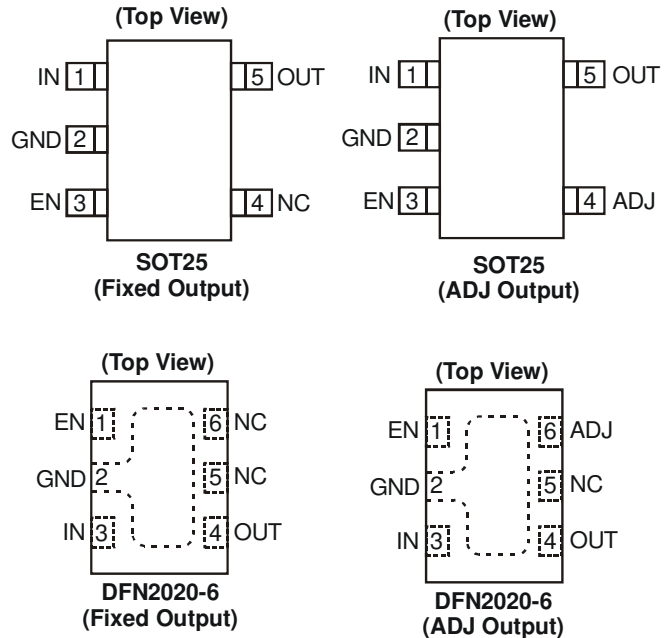 (Top View)
IN 1
5 OUT
GND 2
EN 3
4 NC
SOT25
(Fixed Output)
(Top View)
IN 1
5 OUT
GND 2
EN 3
4 ADJ
SOT25
(ADJ Output)
(Top View)
EN 1
6 NC
GND 2
5 NC
IN 3
4 OUT
DFN2020-6
(Fixed Output)
(Top View)
EN 1
6 ADJ
GND 2
5 NC
IN 3
4 OUT
DFN2020-6
(ADJ Output)